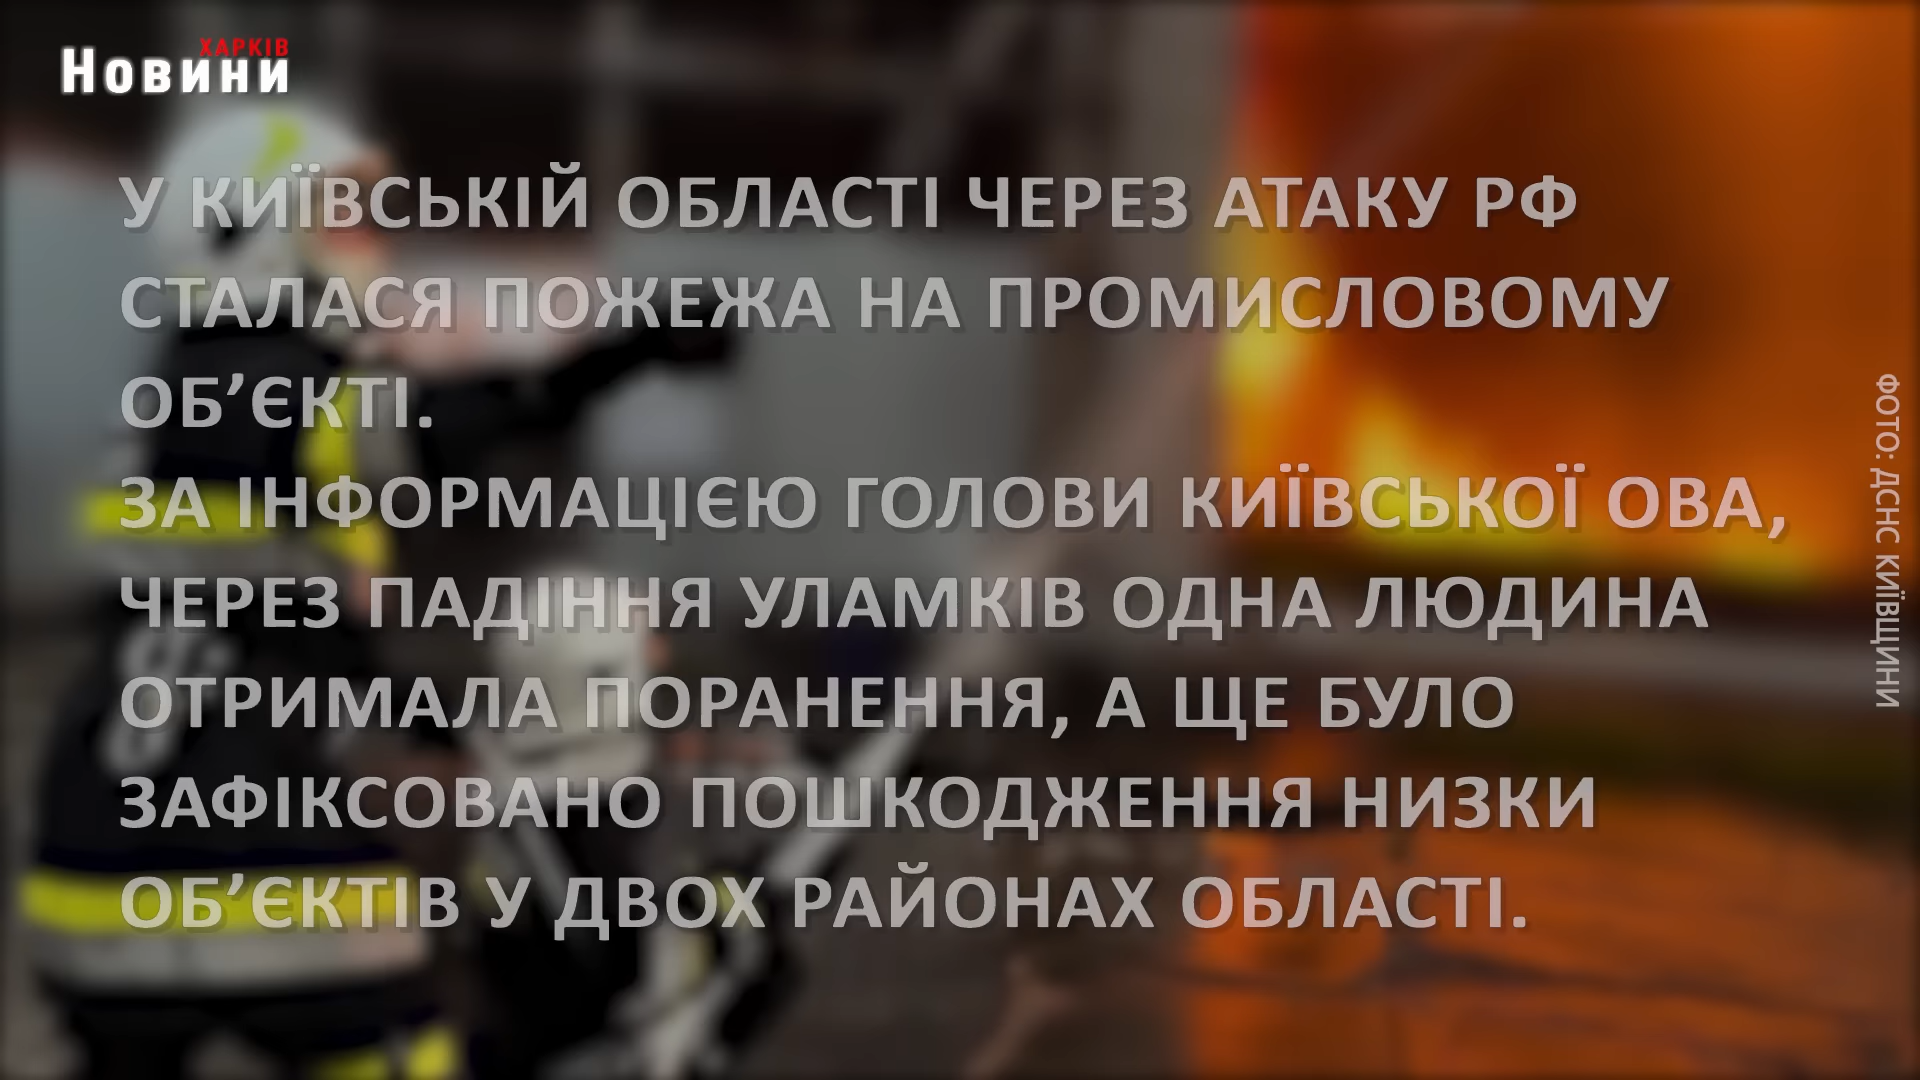 ХАРКІВ
Новини
У КИЇВСЬКІЙ ОБЛАСТІ ЧЕРЕЗ АТАКУ РФ
СТАЛАСЯ ПОЖЕЖА НА ПРОМИСЛОВОМУ
ОБ’ЄКТІ.
ЗА ІНФОРМАЦІЄЮ ГОЛОВИ КИЇВСЬКОЇ ОВА,
ЧЕРЕЗ ПАДІННЯ УЛАМКІВ ОДНА ЛЮДИНА
ОТРИМАЛА ПОРАНЕННЯ, А ЩЕ БУЛО
ЗАФІКСОВАНО ПОШКОДЖЕННЯ НИЗКИ
ОБ’ЄКТІВ У ДВОХ РАЙОНАХ ОБЛАСТІ.
ФОТО: ДСНС КИЇВЩИНИ